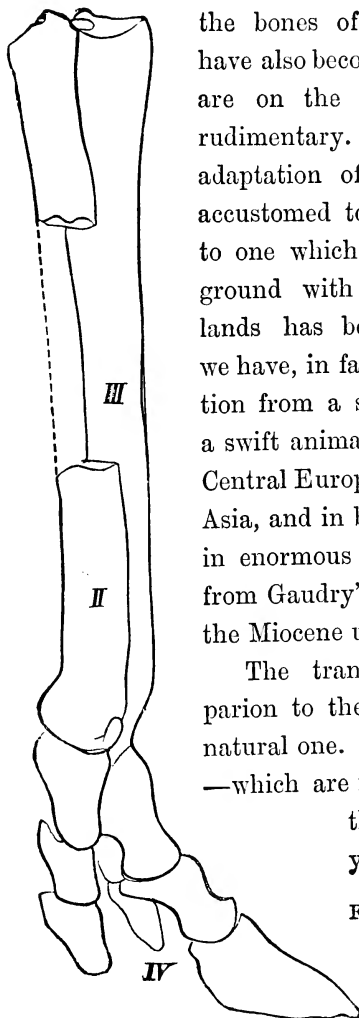 the bones of
have also beco
are on the
rudimentary.
adaptation of
accustomed to
to one which
ground with
lands has be
we have, in fa
tion from a s
a swift anima
Central Europ
Asia, and in b
in enormous
from Gaudry'
the Miocene u
The tran
parion to the
natural one.
—which are
th
y
F
III
II
IV